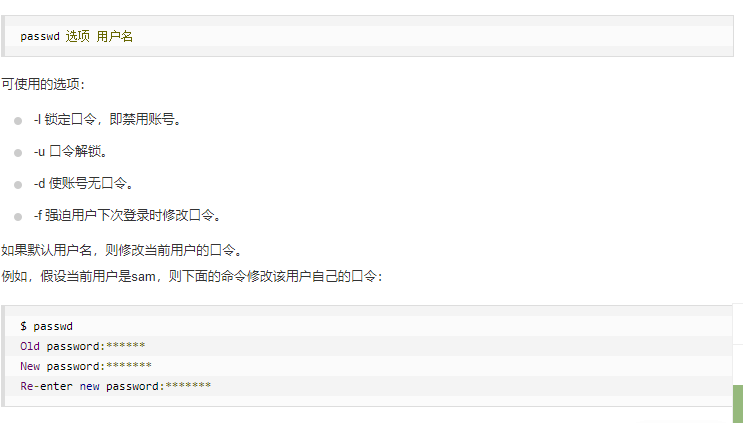 passwd 选项 用户名
可使用的选项：
-l 锁定口令，即禁用账号。
-u 口令解锁。
-d 使账号无口令。
-f 强迫用户下次登录时修改口令。
如果默认用户名，则修改当前用户的口令。
例如，假设当前用户是sam，则下面的命令修改该用户自己的口令：
$ passwd
Old password:******
New password:*******
Re-enter new password:*******